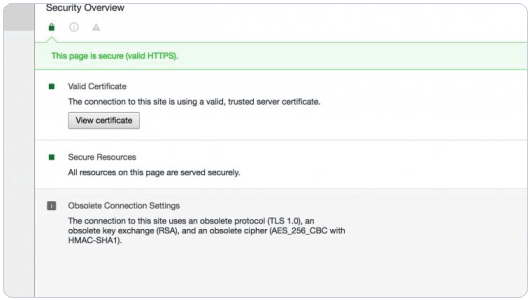 Security Overview
This page is secure (valid HTTPS).
Valid Certificate
The connection to this site is using a valid, trusted server certificate.
View certificate
Secure Resources
All resources on this page are served securely.
Obsolete Connection Settings
The connection to this site uses an obsolete protocol (TLS 1.0), an
obsolete key exchange (RSA), and an obsolete cipher (AES_256_CBC with
HMAC-SHA1).